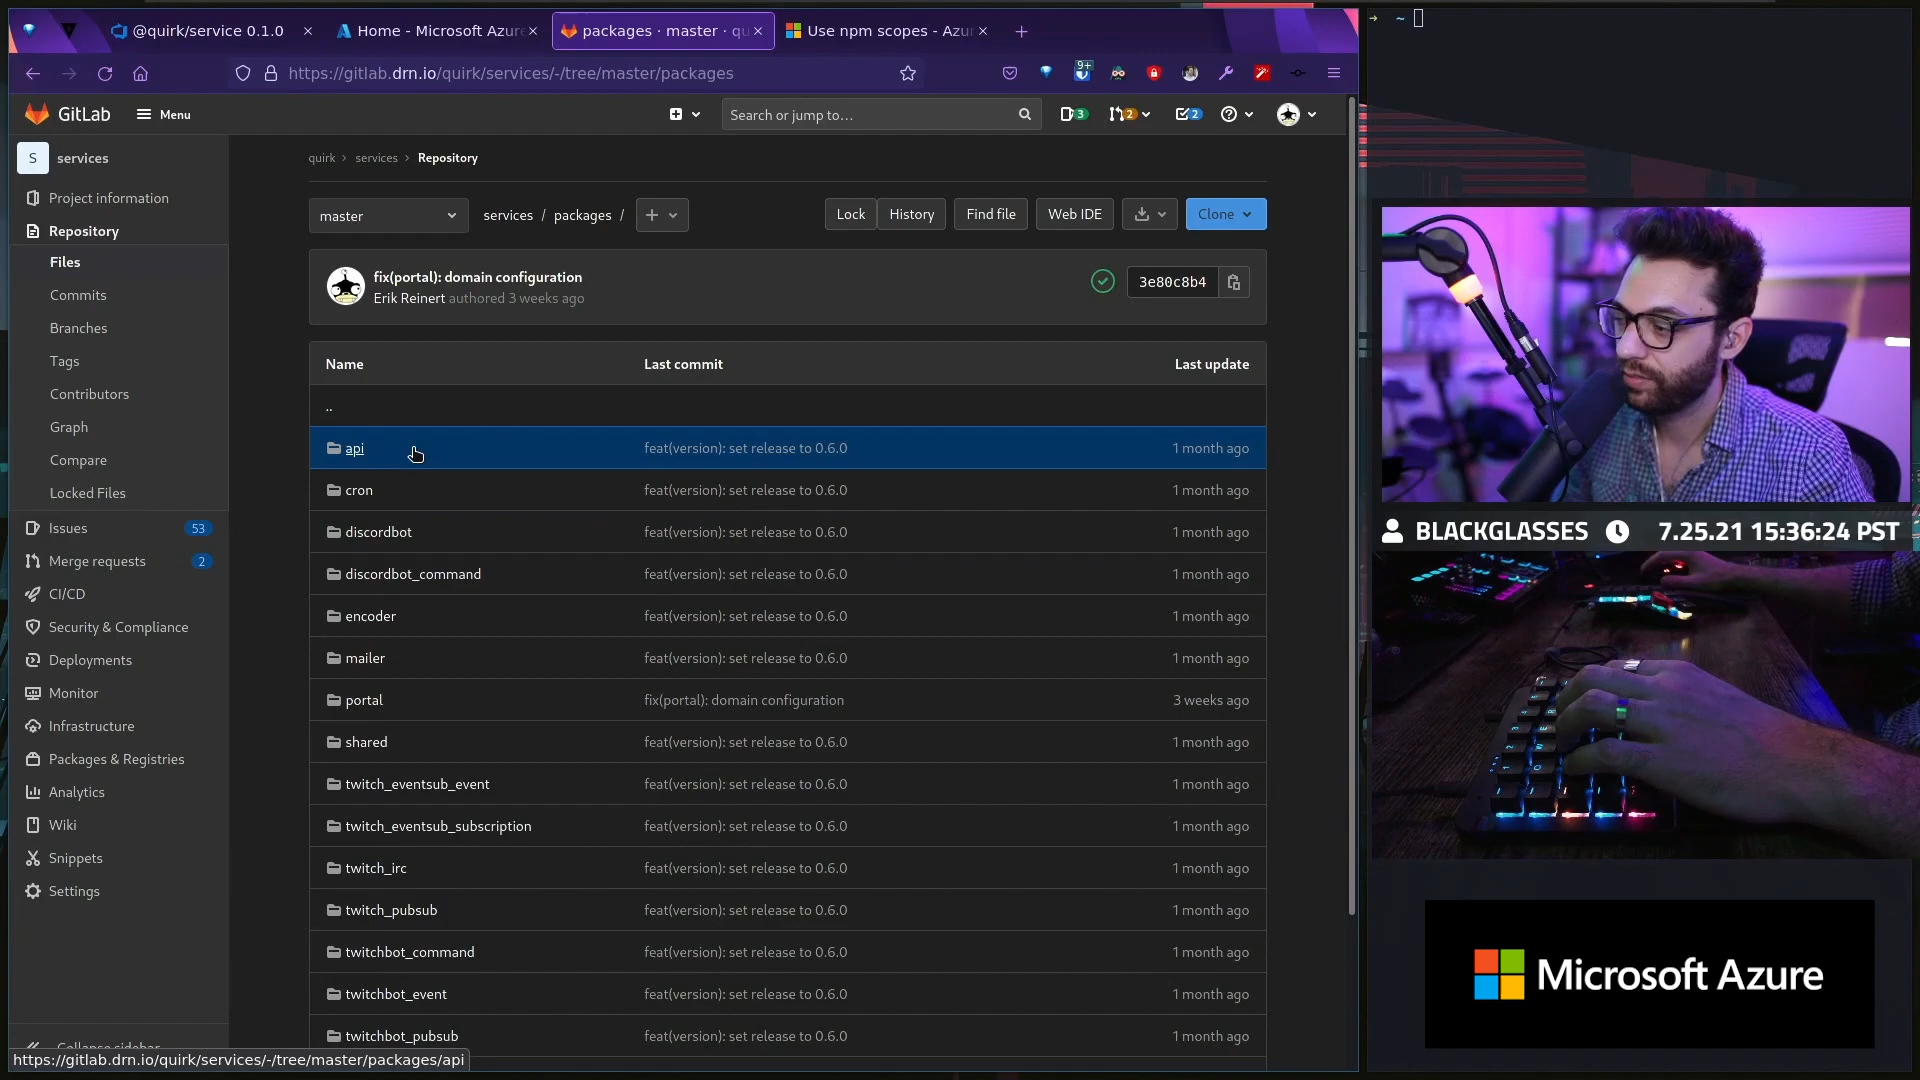 @quirk/service 0.1.0
Home - Microsoft Azure
packages · master · qu
Use npm scopes - Azur
https://gitlab.drn.io/quirk/services/-/tree/master/packages
9+
GitLab
Menu
Search or jump to...
3
2
2
S services
Project information
Repository
Files
Commits
Branches
Tags
Contributors
Graph
Compare
Locked Files
Issues 53
Merge requests 2
CI/CD
Security & Compliance
Deployments
Monitor
Infrastructure
Packages & Registries
Analytics
Wiki
Snippets
Settings
Collapse sidebar
quirk > services > Repository
master
services / packages /
Lock
History
Find file
Web IDE
Clone
fix(portal): domain configuration
Erik Reinert authored 3 weeks ago
3e80c8b4
Name Last commit Last update
..
api feat(version): set release to 0.6.0 1 month ago
cron feat(version): set release to 0.6.0 1 month ago
discordbot feat(version): set release to 0.6.0 1 month ago
discordbot_command feat(version): set release to 0.6.0 1 month ago
encoder feat(version): set release to 0.6.0 1 month ago
mailer feat(version): set release to 0.6.0 1 month ago
portal fix(portal): domain configuration 3 weeks ago
shared feat(version): set release to 0.6.0 1 month ago
twitch_eventsub_event feat(version): set release to 0.6.0 1 month ago
twitch_eventsub_subscription feat(version): set release to 0.6.0 1 month ago
twitch_irc feat(version): set release to 0.6.0 1 month ago
twitch_pubsub feat(version): set release to 0.6.0 1 month ago
twitchbot_command feat(version): set release to 0.6.0 1 month ago
twitchbot_event feat(version): set release to 0.6.0 1 month ago
twitchbot_pubsub feat(version): set release to 0.6.0 1 month ago
https://gitlab.drn.io/quirk/services/-/tree/master/packages/api
~
BLACKGLASSES 7.25.21 15:36:24 PST
Microsoft Azure